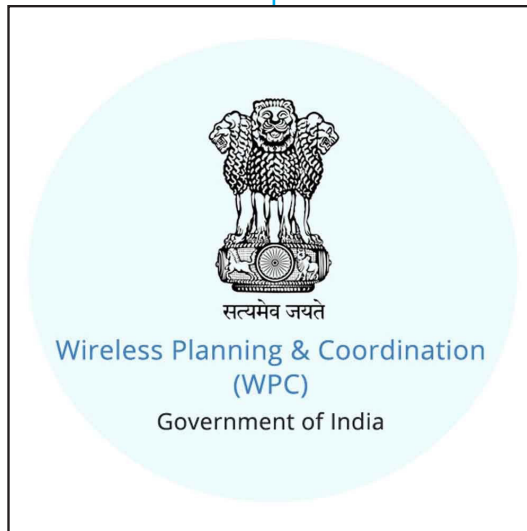 सत्यमेव जयते
Wireless Planning & Coordination
(WPC)
Government of India